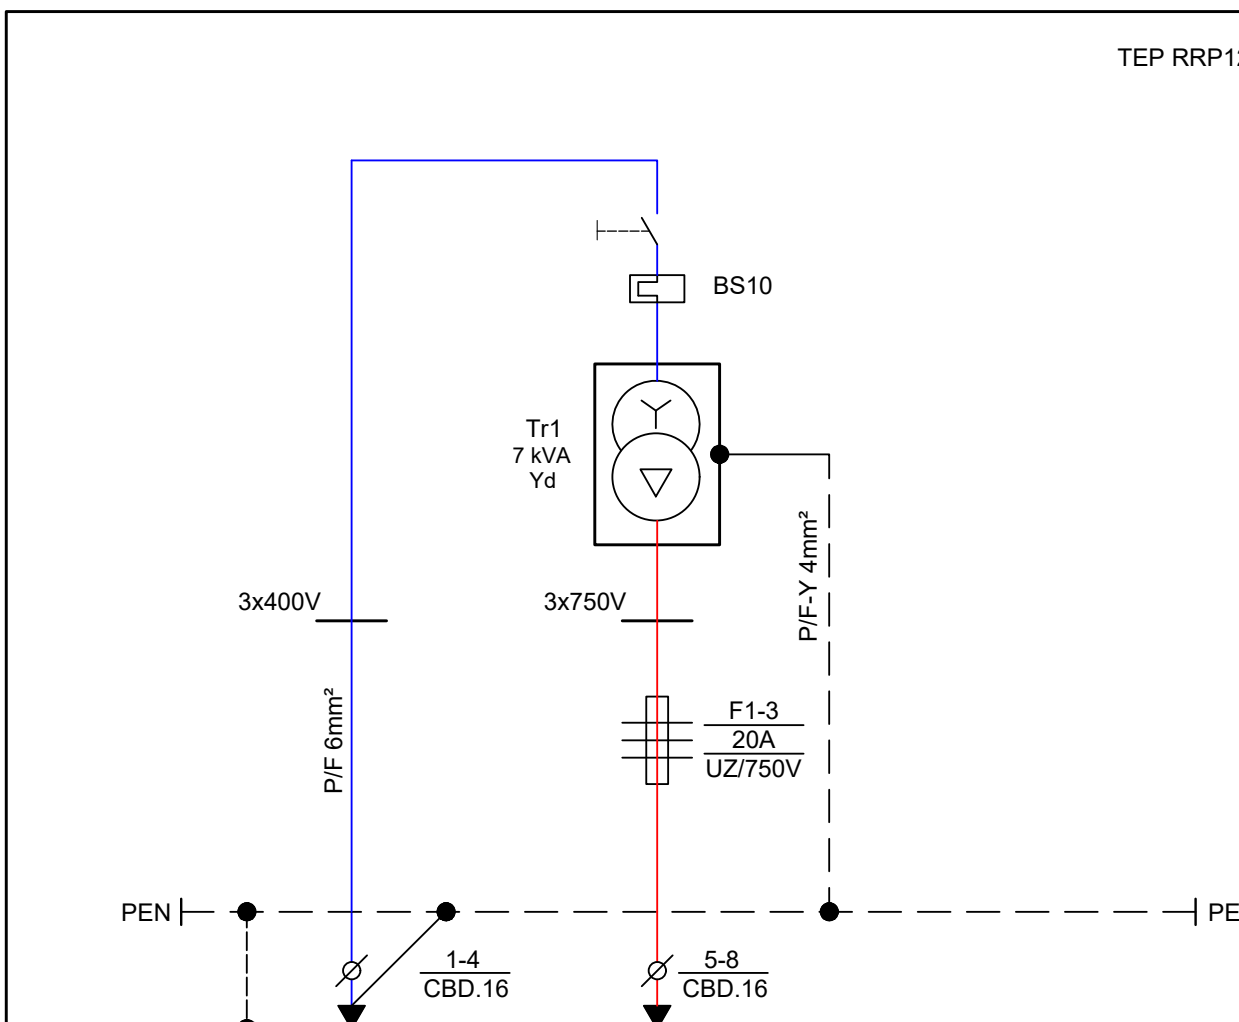 TEP RRP12
BS10
Tr1
7 kVA
Yd
3x400V
3x750V
P/F-Y 4mm²
P/F 6mm²
F1-3
20A
UZ/750V
PEN
PE
1-4
CBD.16
5-8
CBD.16